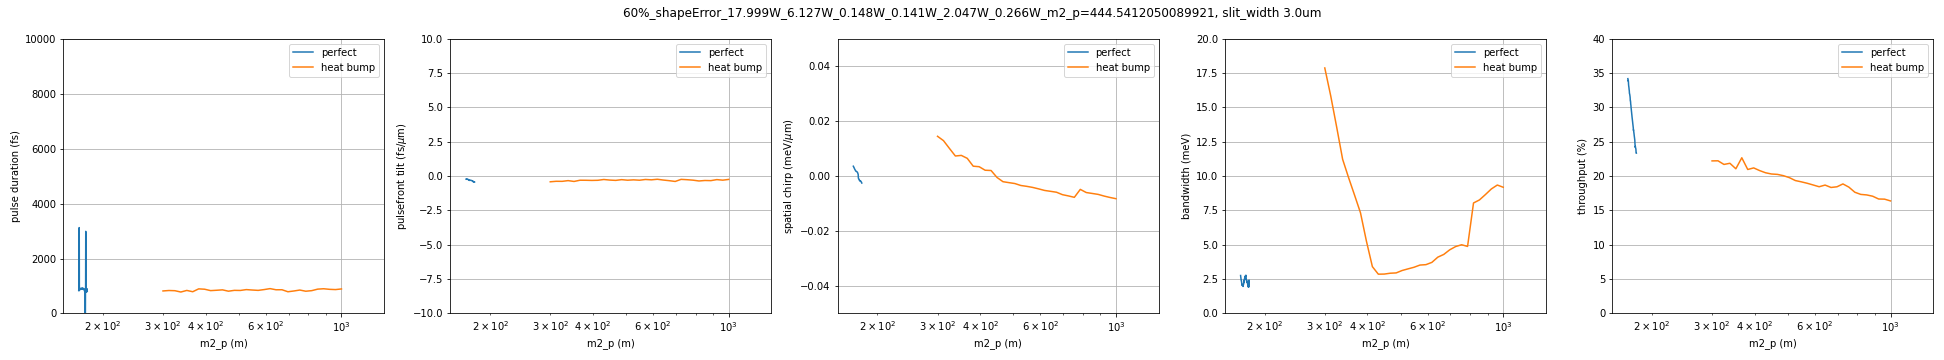 60%_shapeError_17.999W_6.127W_0.148W_0.141W_2.047W_0.266W_m2_p=444.5412050089921, slit_width 3.0um
10000
8000
6000
4000
2000
0
pulse duration (fs)
perfect
heat bump
2 × 10²
3 × 10²
4 × 10²
6 × 10²
10³
m2_p (m)
10.0
7.5
5.0
2.5
0.0
−2.5
−5.0
−7.5
−10.0
pulsefront tilt (fs/μm)
perfect
heat bump
2 × 10²
3 × 10²
4 × 10²
6 × 10²
10³
m2_p (m)
0.04
0.02
0.00
−0.02
−0.04
spatial chirp (meV/μm)
perfect
heat bump
2 × 10²
3 × 10²
4 × 10²
6 × 10²
10³
m2_p (m)
20.0
17.5
15.0
12.5
10.0
7.5
5.0
2.5
0.0
bandwidth (meV)
perfect
heat bump
2 × 10²
3 × 10²
4 × 10²
6 × 10²
10³
m2_p (m)
40
35
30
25
20
15
10
5
0
throughput (%)
perfect
heat bump
2 × 10²
3 × 10²
4 × 10²
6 × 10²
10³
m2_p (m)